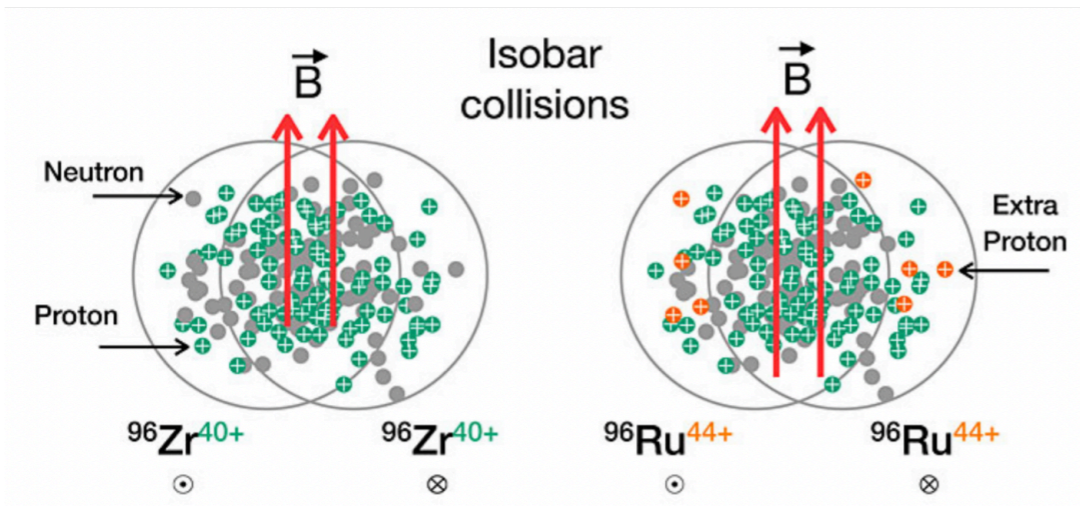 Isobar
collisions
B
B
Neutron
Proton
Extra
Proton
96Zr40+
96Zr40+
96Ru44+
96Ru44+